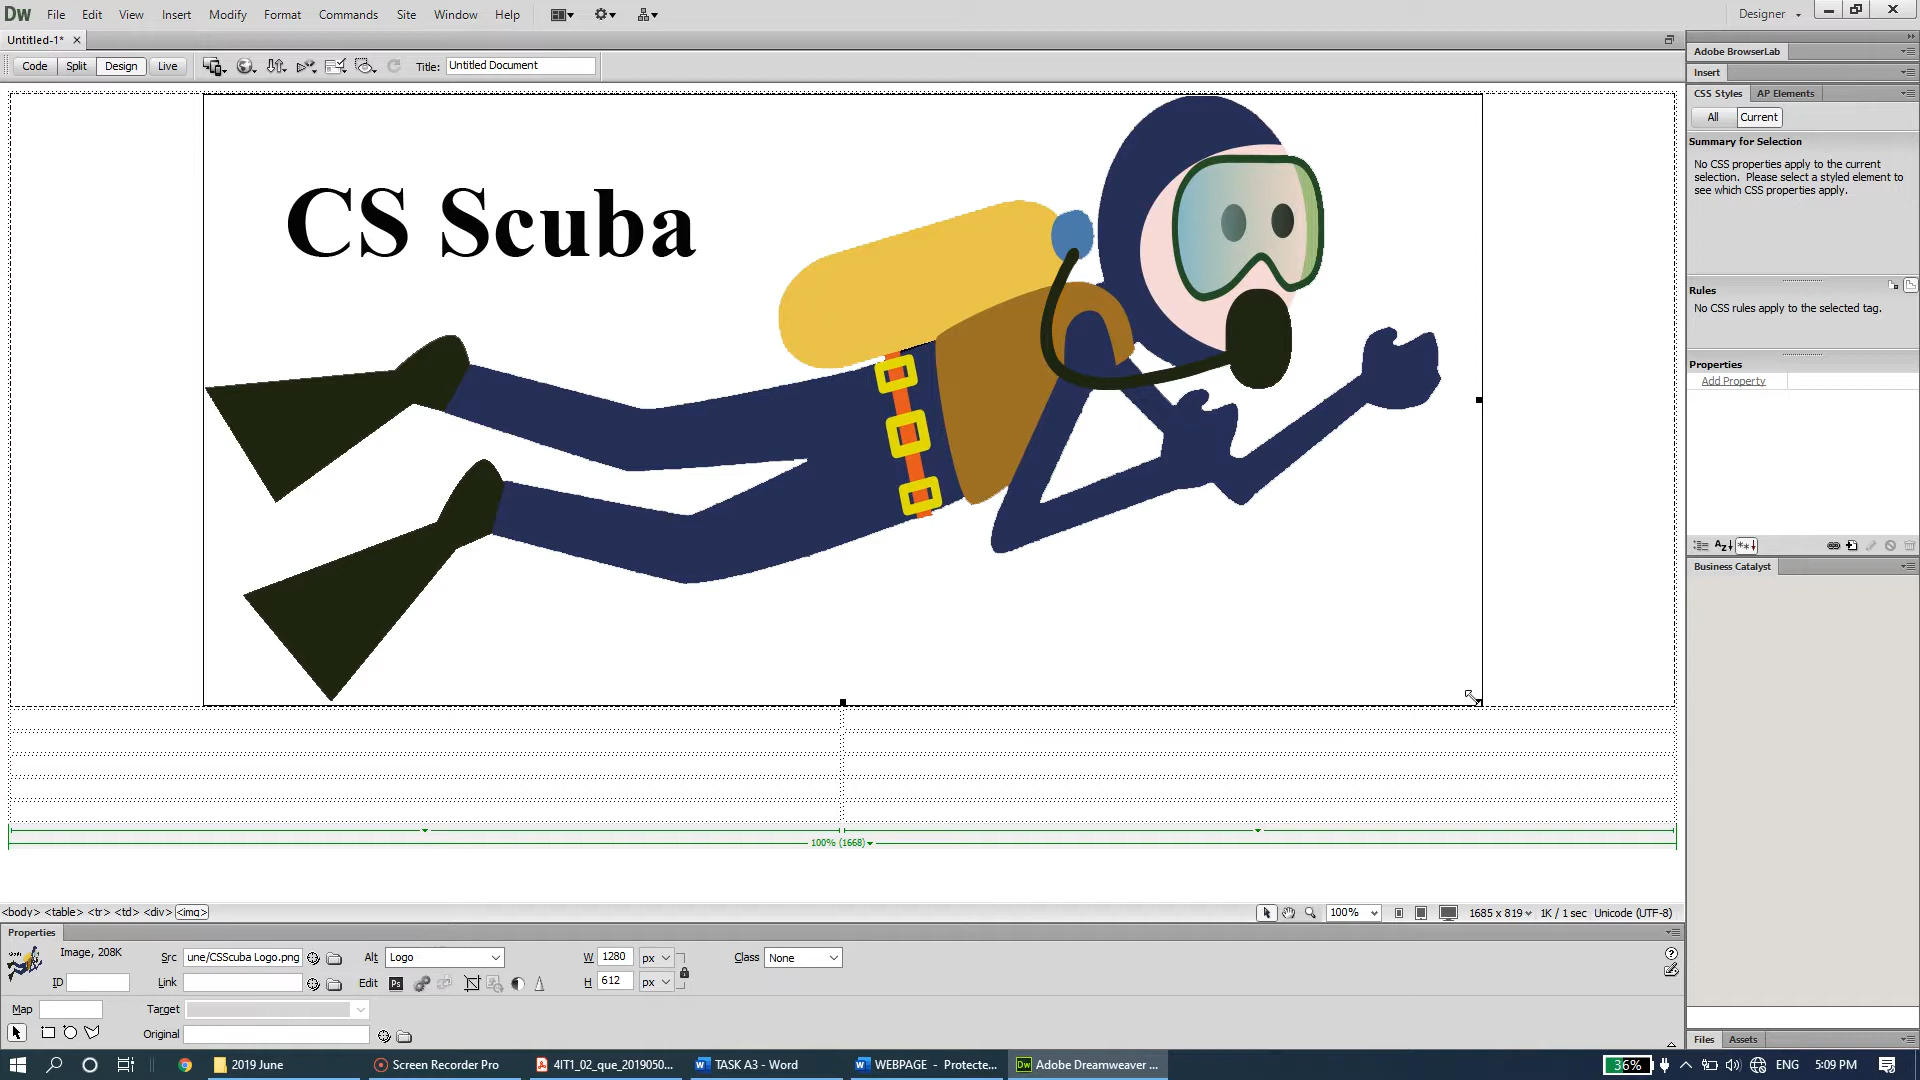 Dw File Edit View Insert Modify Format Commands Site Window Help Designer
Untitled-1*
Code Split Design Live Title: Untitled Document
Adobe BrowserLab
Insert
CSS Styles AP Elements
All Current
Summary for Selection
No CSS properties apply to the current
selection. Please select a styled element to
see which CSS properties apply.
Rules
No CSS rules apply to the selected tag.
Properties
Add Property
Az
Business Catalyst
CS Scuba
100% (1668)
<body> <table> <tr> <td> <div> <img>
100% 1685 x 819 1K / 1 sec Unicode (UTF-8)
Properties
Image, 208K Src une/CSScuba Logo.png Alt Logo W 1280 px Class None
ID Link Edit Ps H 612 px
Map Target
Original
Files Assets
2019 June Screen Recorder Pro 4IT1_02_que_2019050... TASK A3 - Word WEBPAGE - Protecte... Adobe Dreamweaver ... 36% ENG 5:09 PM